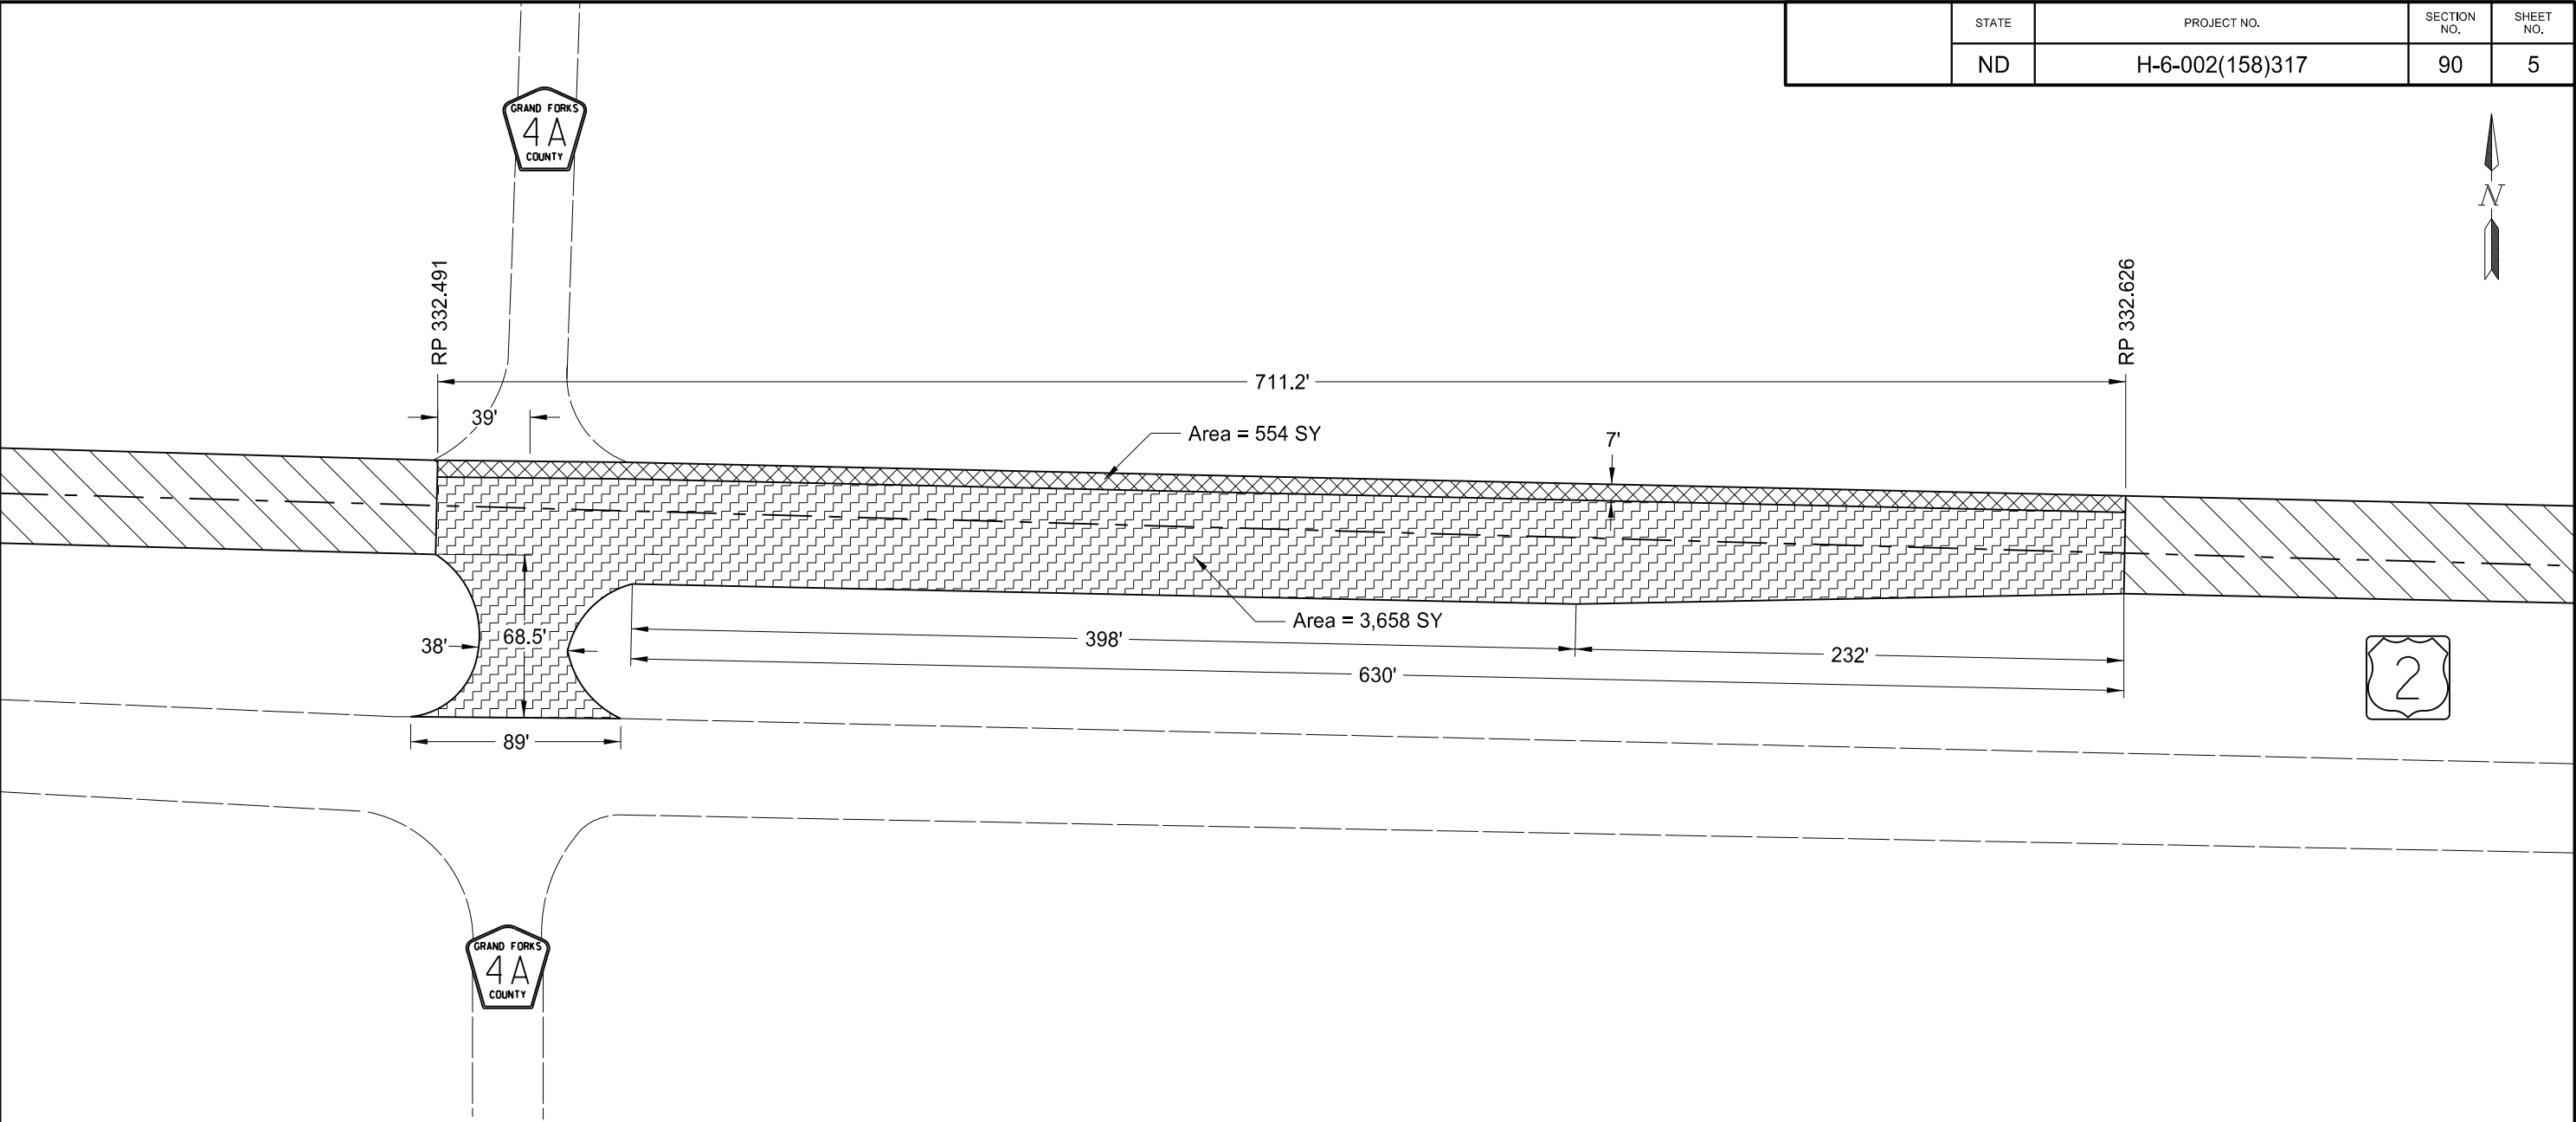 STATE
PROJECT NO.
SECTION NO.
SHEET NO.
ND
H-6-002(158)317
90
5
GRAND FORKS
4A
COUNTY
N
RP 332.491
RP 332.626
711.2'
39'
Area = 554 SY
7'
Area = 3,658 SY
38'
68.5'
398'
232'
630'
2
89'
GRAND FORKS
4A
COUNTY